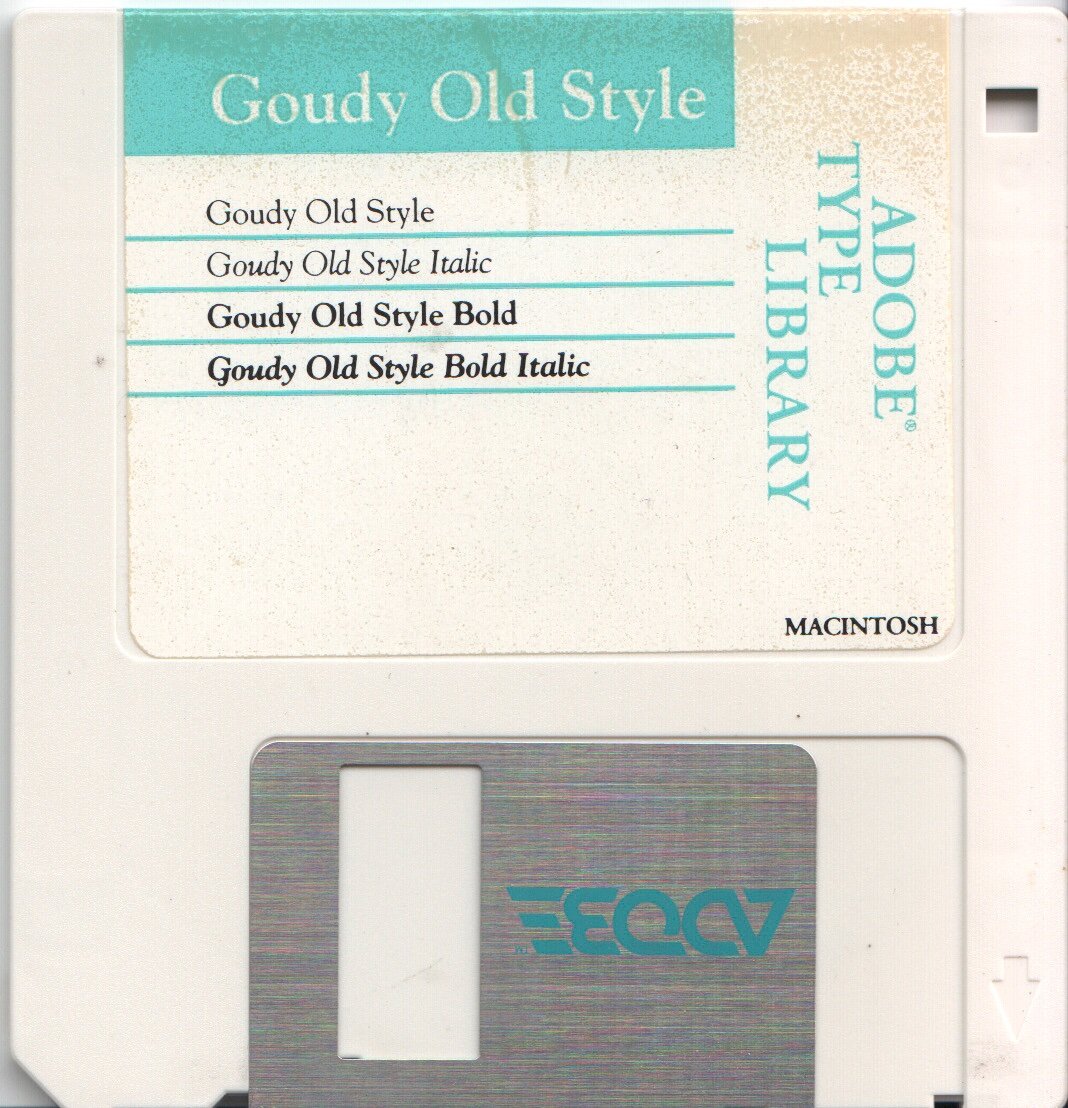 Goudy Old Style
Goudy Old Style
Goudy Old Style Italic
Goudy Old Style Bold
Goudy Old Style Bold Italic
ADOBE®
TYPE
LIBRARY
MACINTOSH
ADOBE